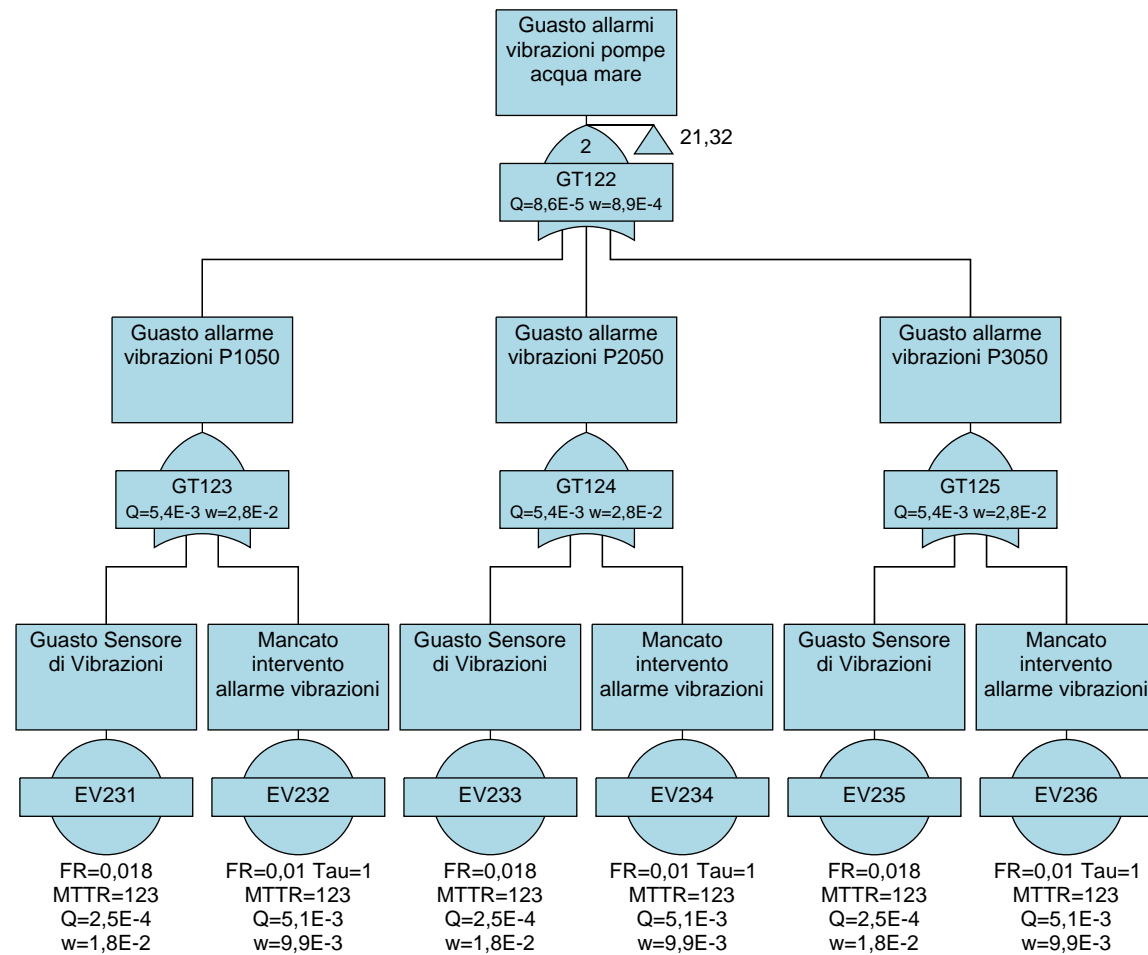 Guasto allarmi
vibrazioni pompe
acqua mare
2
21,32
GT122
Q=8,6E-5 w=8,9E-4
Guasto allarme
vibrazioni P1050
Guasto allarme
vibrazioni P2050
Guasto allarme
vibrazioni P3050
GT123
Q=5,4E-3 w=2,8E-2
GT124
Q=5,4E-3 w=2,8E-2
GT125
Q=5,4E-3 w=2,8E-2
Guasto Sensore
di Vibrazioni
Mancato
intervento
allarme vibrazioni
Guasto Sensore
di Vibrazioni
Mancato
intervento
allarme vibrazioni
Guasto Sensore
di Vibrazioni
Mancato
intervento
allarme vibrazioni
EV231
EV232
EV233
EV234
EV235
EV236
FR=0,018
MTTR=123
Q=2,5E-4
w=1,8E-2
FR=0,01 Tau=1
MTTR=123
Q=5,1E-3
w=9,9E-3
FR=0,018
MTTR=123
Q=2,5E-4
w=1,8E-2
FR=0,01 Tau=1
MTTR=123
Q=5,1E-3
w=9,9E-3
FR=0,018
MTTR=123
Q=2,5E-4
w=1,8E-2
FR=0,01 Tau=1
MTTR=123
Q=5,1E-3
w=9,9E-3